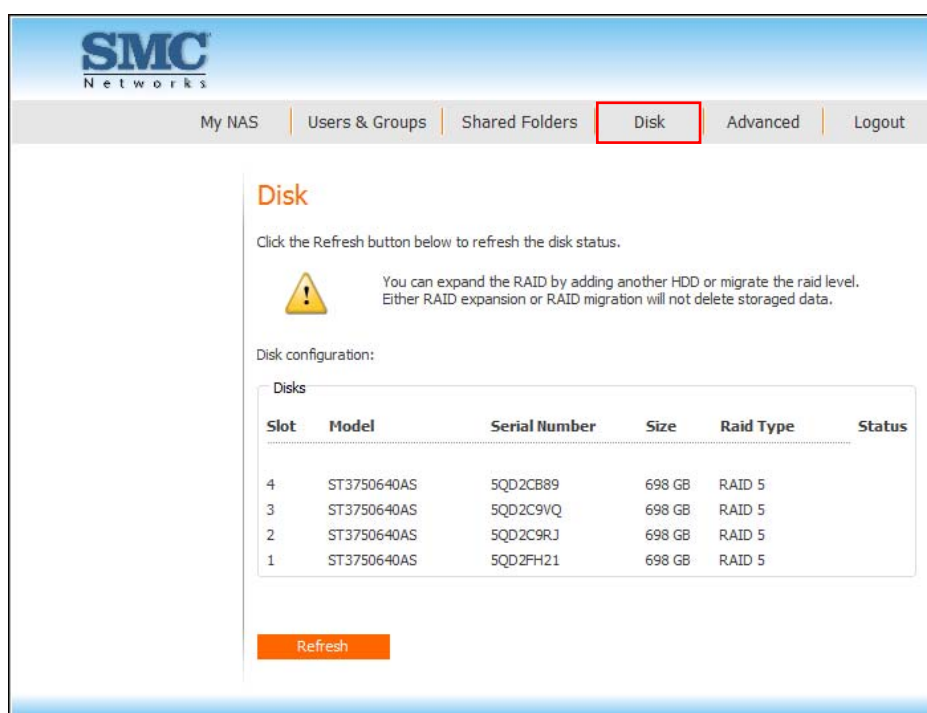 SMC
Networks
My NAS Users & Groups Shared Folders Disk Advanced Logout
Disk
Click the Refresh button below to refresh the disk status.
You can expand the RAID by adding another HDD or migrate the raid level.
Either RAID expansion or RAID migration will not delete storaged data.
Disk configuration:
Disks
Slot Model Serial Number Size Raid Type Status
4 ST3750640AS 5QD2CB89 698 GB RAID 5
3 ST3750640AS 5QD2C9VQ 698 GB RAID 5
2 ST3750640AS 5QD2C9RJ 698 GB RAID 5
1 ST3750640AS 5QD2FH21 698 GB RAID 5
Refresh